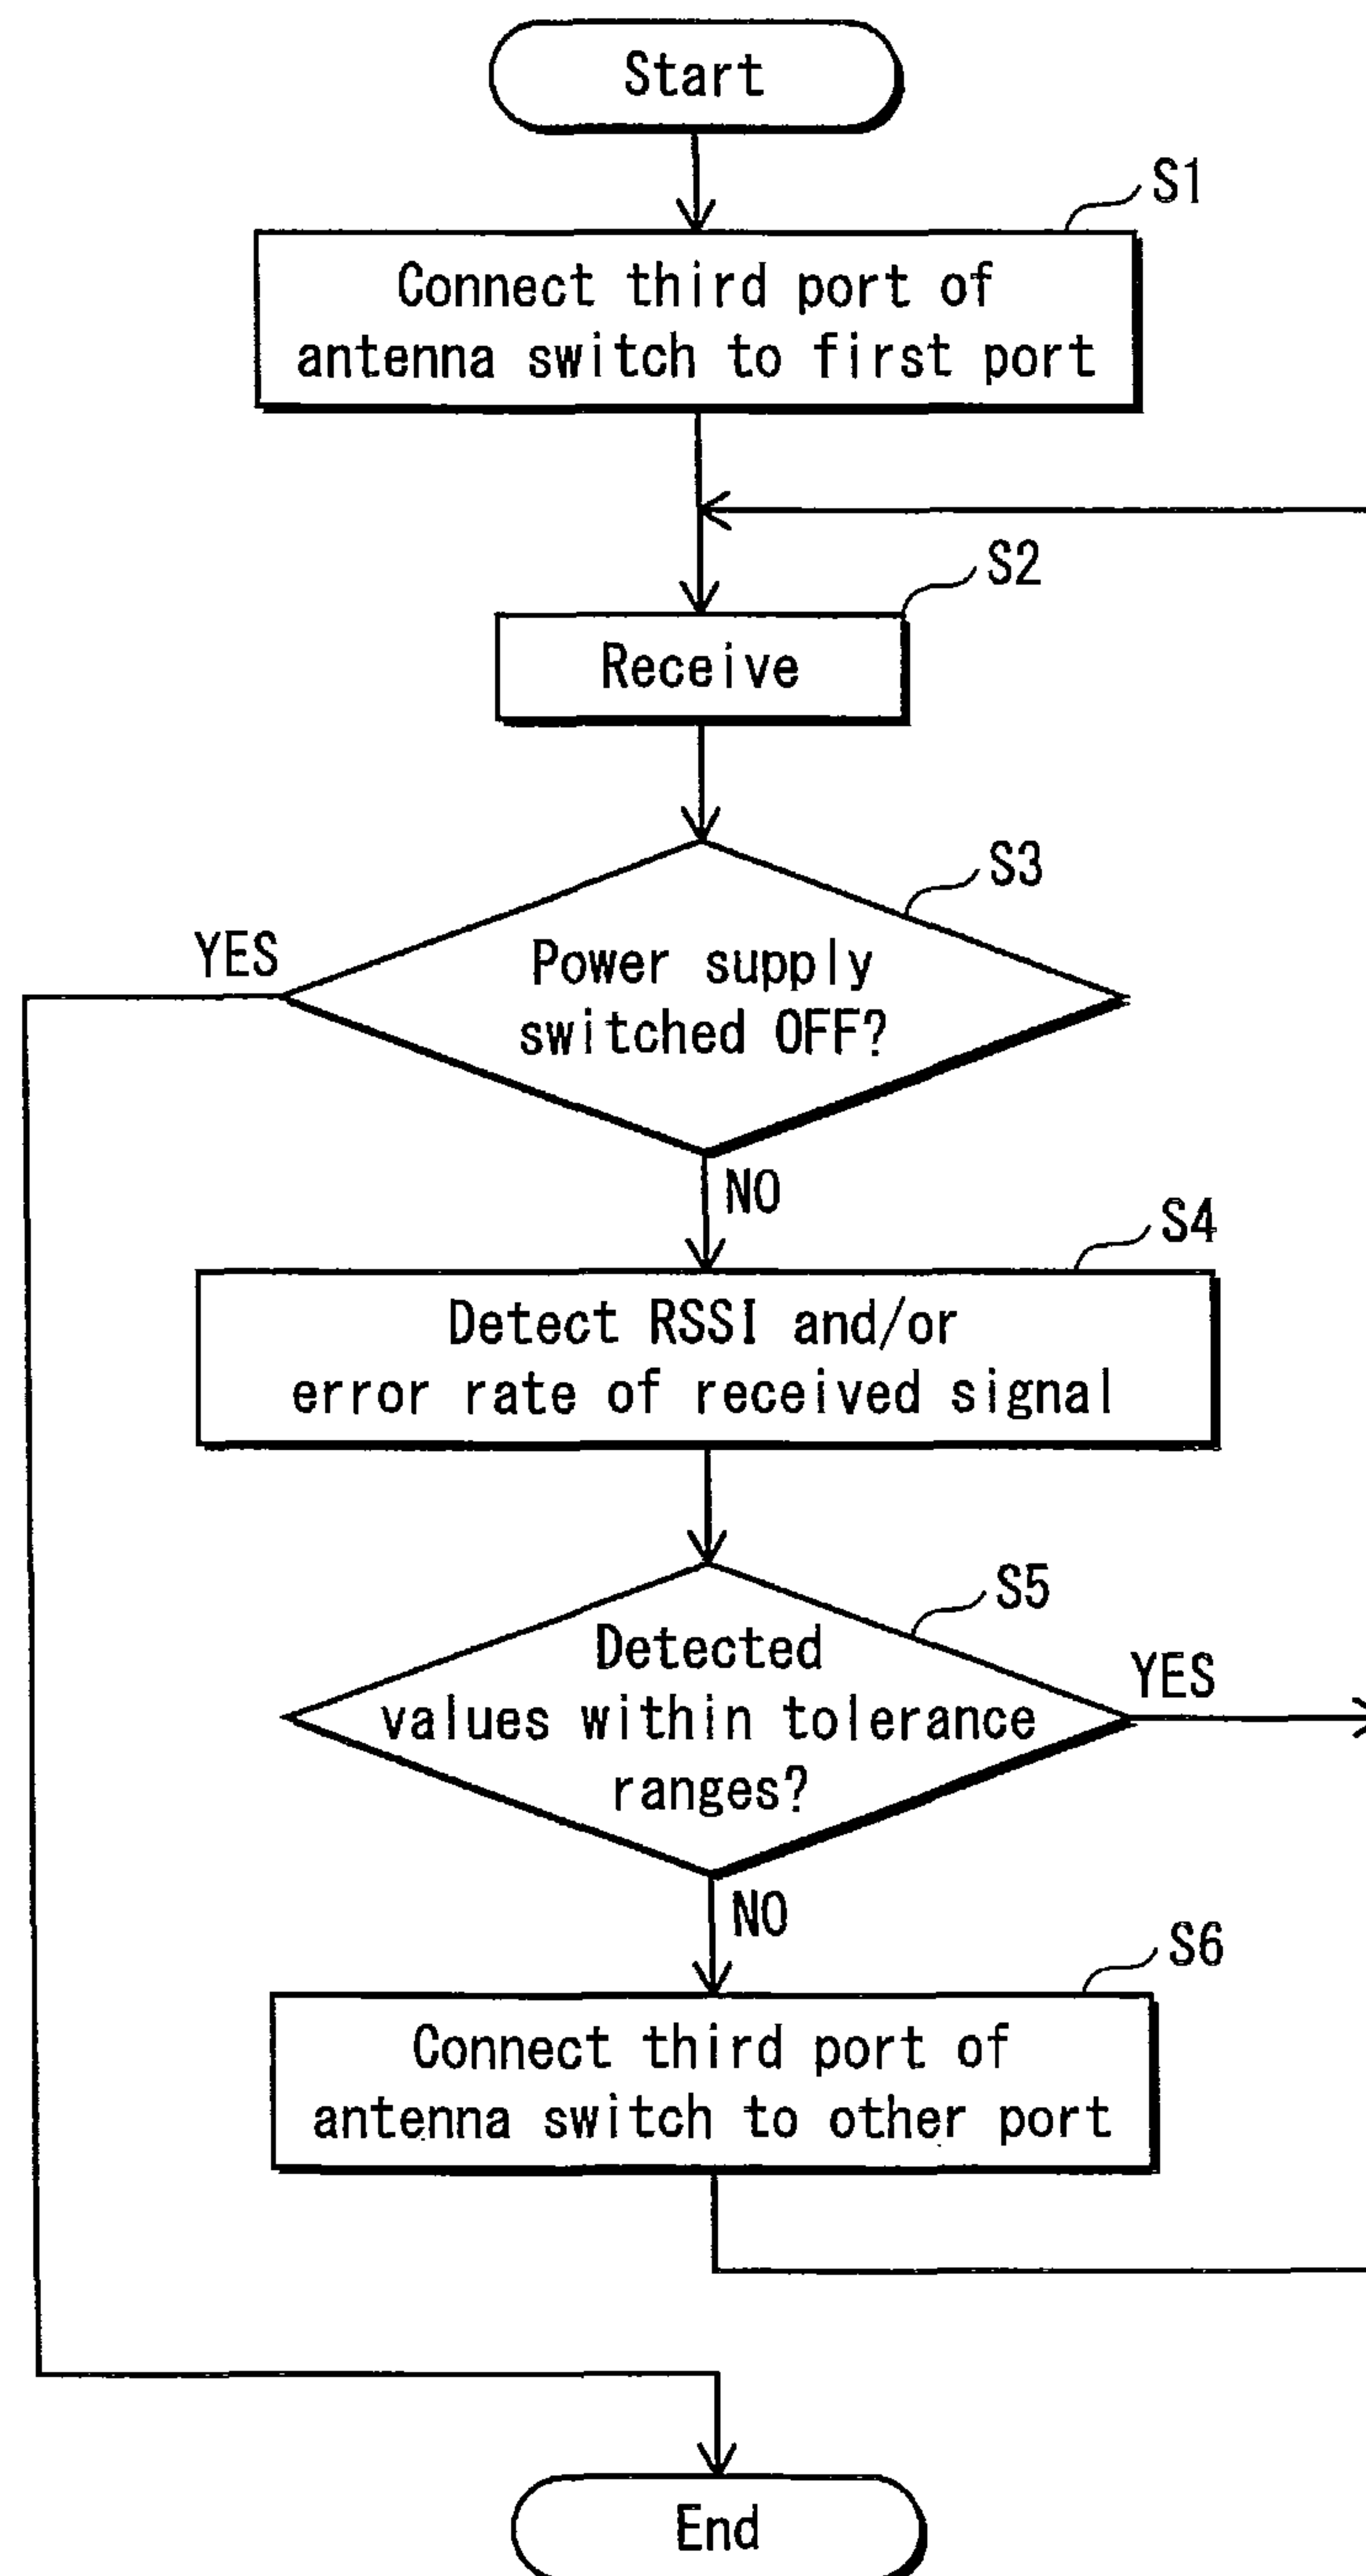 Start
S1
Connect third port of
antenna switch to first port
S2
Receive
S3
YES
Power supply
switched OFF?
NO
S4
Detect RSSI and/or
error rate of received signal
S5
Detected
values within tolerance
ranges?
YES
NO
S6
Connect third port of
antenna switch to other port
End